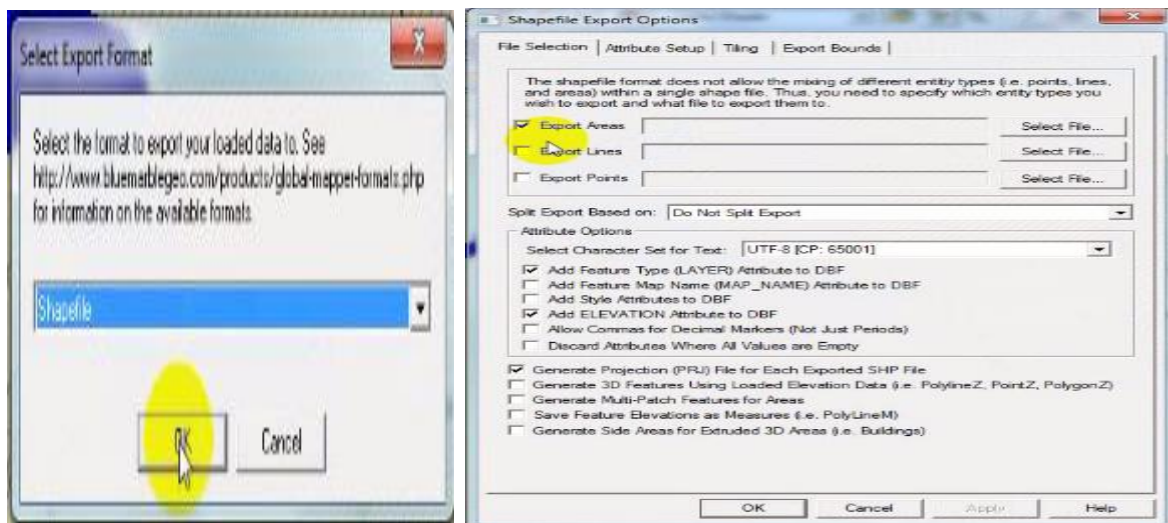 Select Export Format
Select the format to export your loaded data to. See
http://www.bluemarblegeo.com/products/global-mapper-formats.php
for information on the available formats.
Shapefile
OK
Cancel
Shapefile Export Options
File Selection
Attribute Setup
Tiling
Export Bounds
The shapefile format does not allow the mixing of different entity types (i.e. points, lines,
and areas) within a single shape file. Thus, you need to specify which entity types you
wish to export and what file to export them to.
Export Areas
Select File...
Export Lines
Select File...
Export Points
Select File...
Split Export Based on: Do Not Split Export
Attribute Options
Select Character Set for Text: UTF-8 [CP: 65001]
Add Feature Type (LAYER) Attribute to DBF
Add Feature Map Name (MAP_NAME) Attribute to DBF
Add Style Attributes to DBF
Add ELEVATION Attribute to DBF
Allow Commas for Decimal Markers (Not Just Periods)
Discard Attributes Where All Values are Empty
Generate Projection (PRJ) File for Each Exported SHP File
Generate 3D Features Using Loaded Elevation Data (i.e. PolylineZ, PointZ, PolygonZ)
Generate Multi-Patch Features for Areas
Save Feature Elevations as Measures (i.e. PolyLineM)
Generate Side Areas for Extruded 3D Areas (i.e. Buildings)
OK
Cancel
Apply
Help